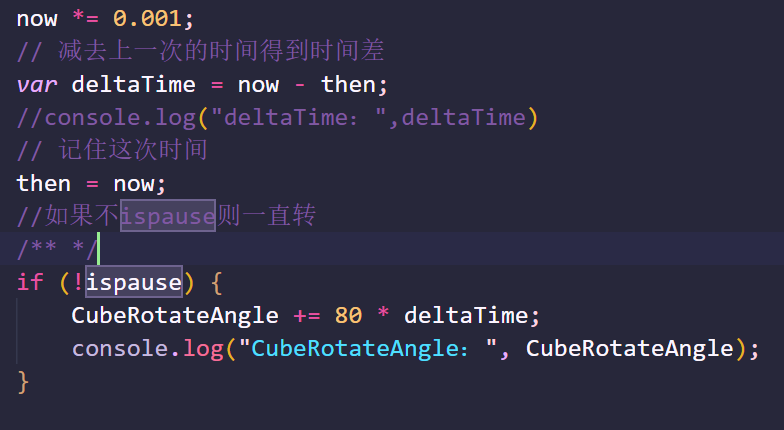 now *= 0.001;
// 减去上一次的时间得到时间差
var deltaTime = now - then;
//console.log("deltaTime：",deltaTime)
// 记住这次时间
then = now;
//如果不ispause则一直转
/** */
if (!ispause) {
CubeRotateAngle += 80 * deltaTime;
console.log("CubeRotateAngle：", CubeRotateAngle);
}